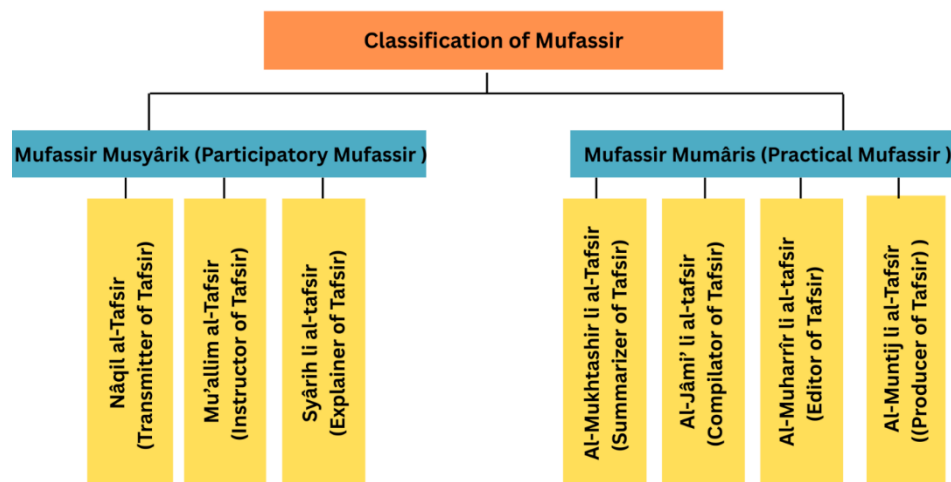 Classification of Mufassir
Mufassir Musyârik (Participatory Mufassir )
Mufassir Mumâris (Practical Mufassir )
Nâqil al-Tafsir
(Transmitter of Tafsir)
Mu’allim al-Tafsir
(Instructor of Tafsir)
Syârih li al-tafsir
(Explainer of Tafsir)
Al-Mukhtashir li al-Tafsir
(Summarizer of Tafsir)
Al-Jâmi’ li al-tafsir
(Compilator of Tafsir)
Al-Muharrîr li al-tafsir
(Editor of Tafsir)
Al-Muntij li al-Tafsîr
((Producer of Tafsir) )